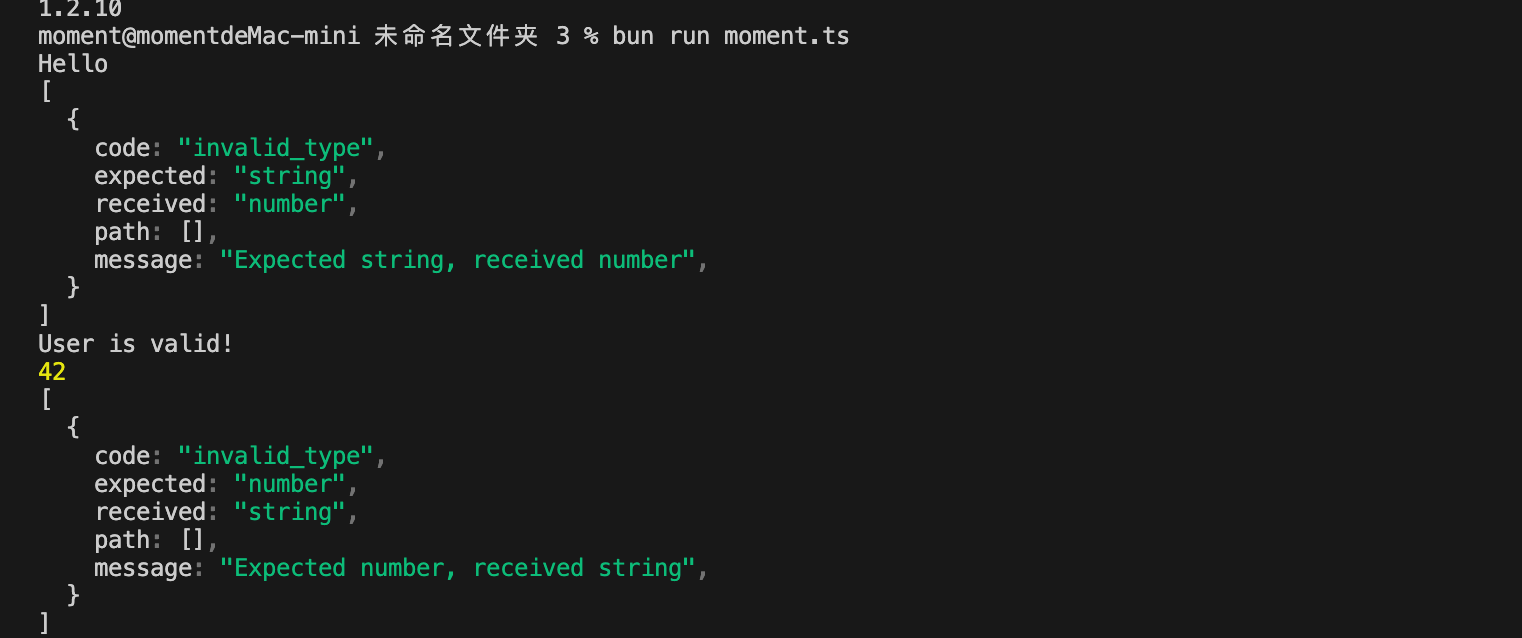 1.2.10
moment@momentdeMac-mini 未命名文件夹 3 % bun run moment.ts
Hello
[
  {
    code: "invalid_type",
    expected: "string",
    received: "number",
    path: [],
    message: "Expected string, received number",
  }
]
User is valid!
42
[
  {
    code: "invalid_type",
    expected: "number",
    received: "string",
    path: [],
    message: "Expected number, received string",
  }
]